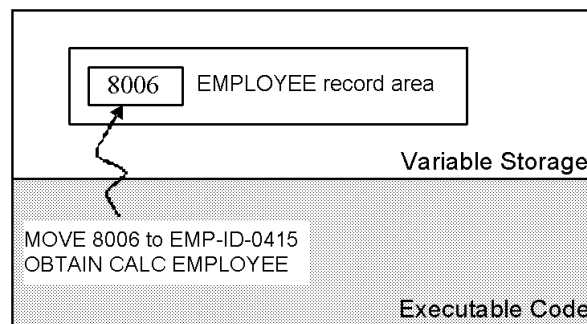 8006 EMPLOYEE record area
Variable Storage
MOVE 8006 to EMP-ID-0415
OBTAIN CALC EMPLOYEE
Executable Code